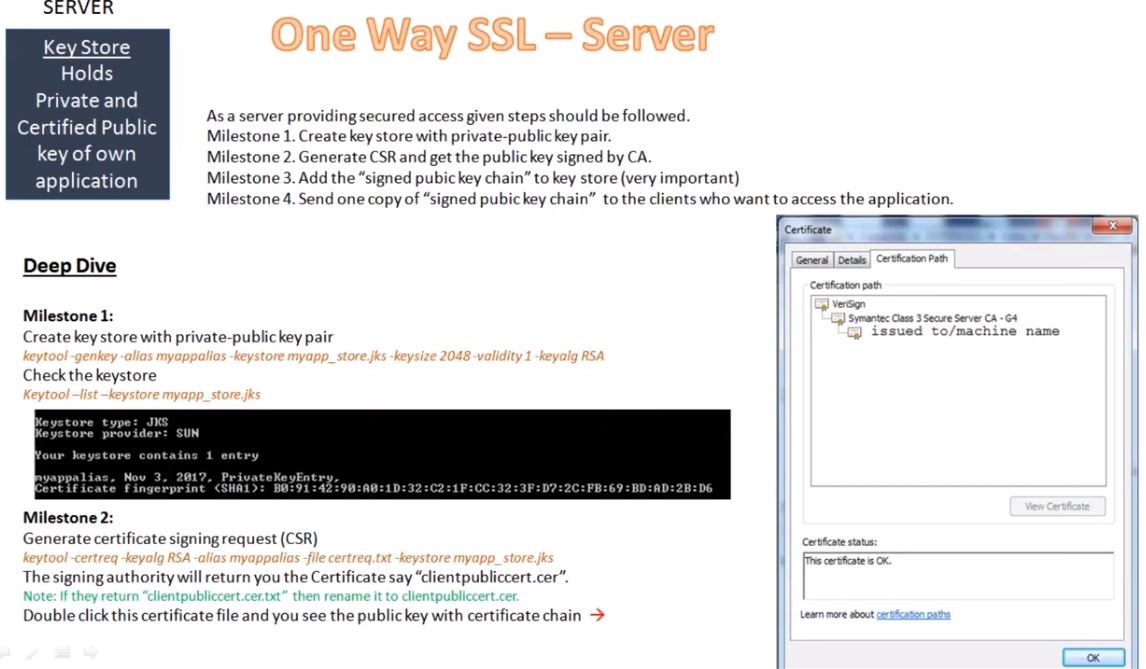 SERVER
Key Store
Holds
Private and
Certified Public
key of own
application
One Way SSL – Server
As a server providing secured access given steps should be followed.
Milestone 1. Create key store with private-public key pair.
Milestone 2. Generate CSR and get the public key signed by CA.
Milestone 3. Add the “signed pubic key chain” to key store (very important)
Milestone 4. Send one copy of “signed pubic key chain” to the clients who want to access the application.
Deep Dive
Milestone 1:
Create key store with private-public key pair
keytool -genkey -alias myappalias -keystore myapp_store.jks -keysize 2048 -validity 1 -keyalg RSA
Check the keystore
Keytool –list –keystore myapp_store.jks
Keystore type: JKS
Keystore provider: SUN
Your keystore contains 1 entry
myappalias, Nov 3, 2017, PrivateKeyEntry,
Certificate fingerprint (SHA1): B0:91:42:90:A0:1D:32:C2:1F:CC:32:3F:D7:2C:FB:69:BD:AD:2B:D6
Milestone 2:
Generate certificate signing request (CSR)
keytool -certreq -keyalg RSA -alias myappalias -file certreq.txt -keystore myapp_store.jks
The signing authority will return you the Certificate say “clientpubliccert.cer”.
Note: If they return “clientpubliccert.cer.txt” then rename it to clientpubliccert.cer.
Double click this certificate file and you see the public key with certificate chain →
Certificate
General Details Certification Path
Certification path
VeriSign
Symantec Class 3 Secure Server CA - G4
issued to/machine name
View Certificate
Certificate status:
This certificate is OK.
Learn more about certification paths
OK